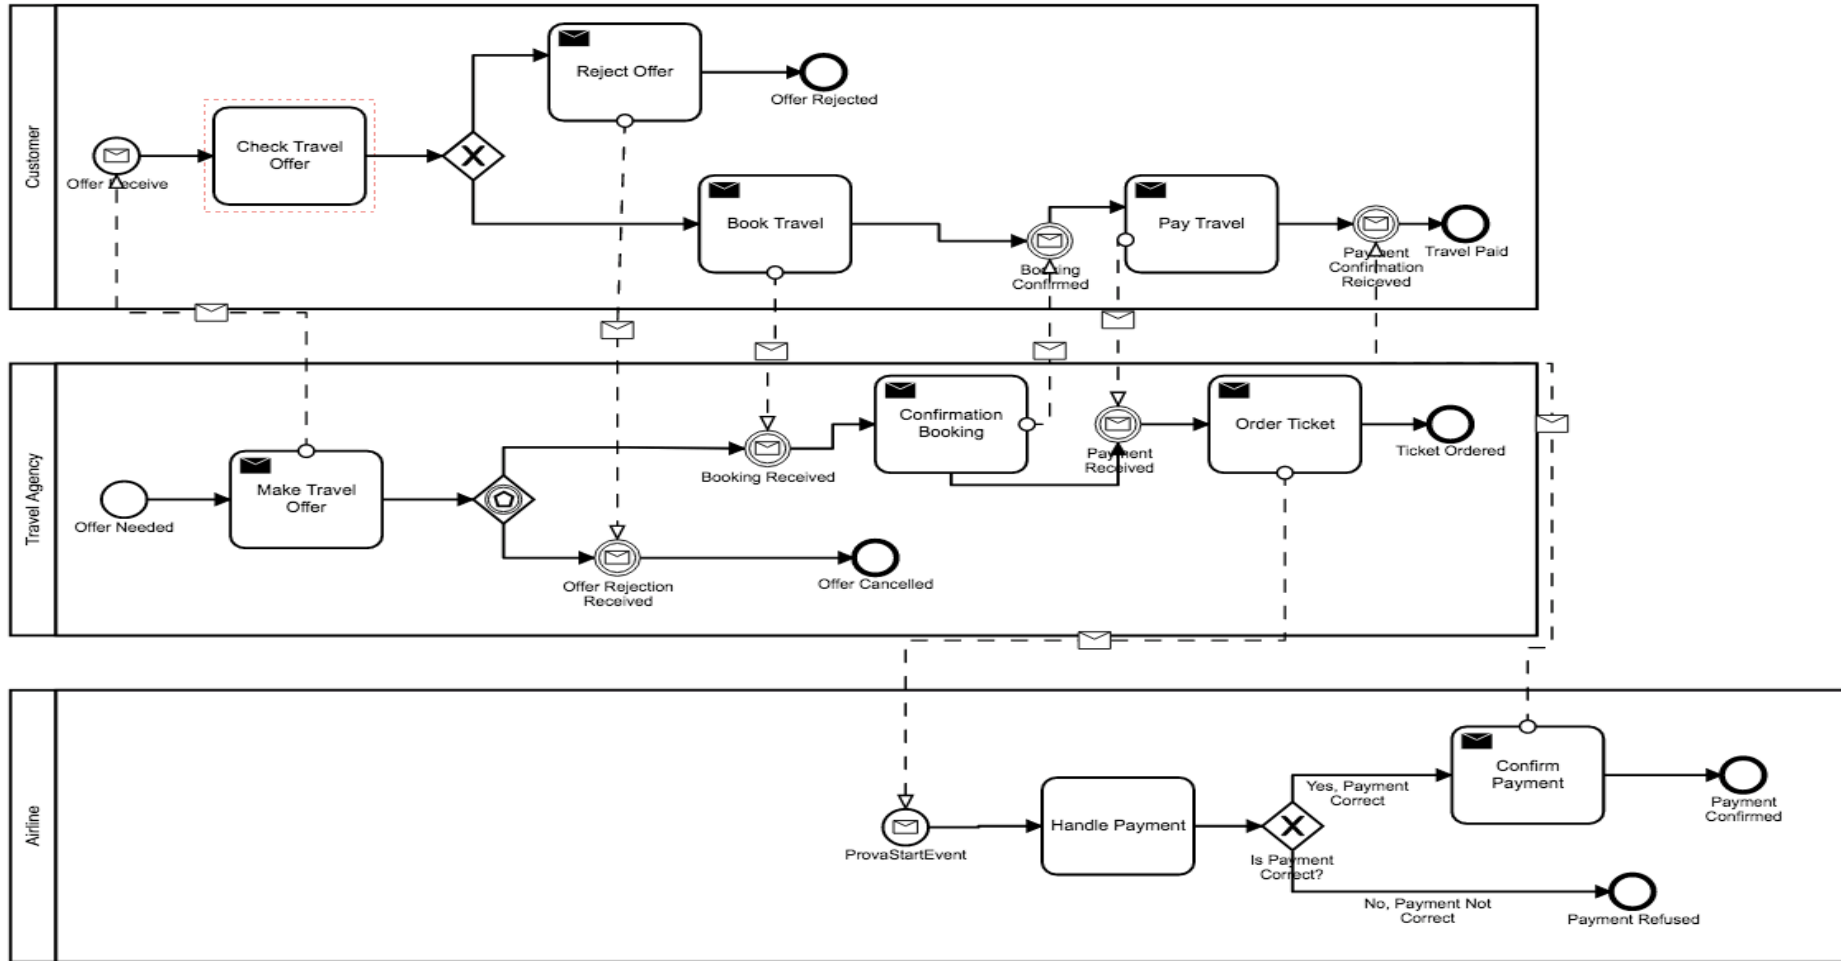 Customer
Reject Offer
Offer Rejected
Check Travel
Offer
Offer Receive
Book Travel
Booking
Confirmed
Pay Travel
Payment
Confirmation
Reiceved
Travel Paid
Travel Agency
Offer Needed
Make Travel
Offer
Booking Received
Confirmation
Booking
Payment
Received
Order Ticket
Ticket Ordered
Offer Rejection
Received
Offer Cancelled
Airline
ProvaStartEvent
Handle Payment
Is Payment
Correct?
Yes, Payment
Correct
Confirm
Payment
Payment
Confirmed
No, Payment Not
Correct
Payment Refused